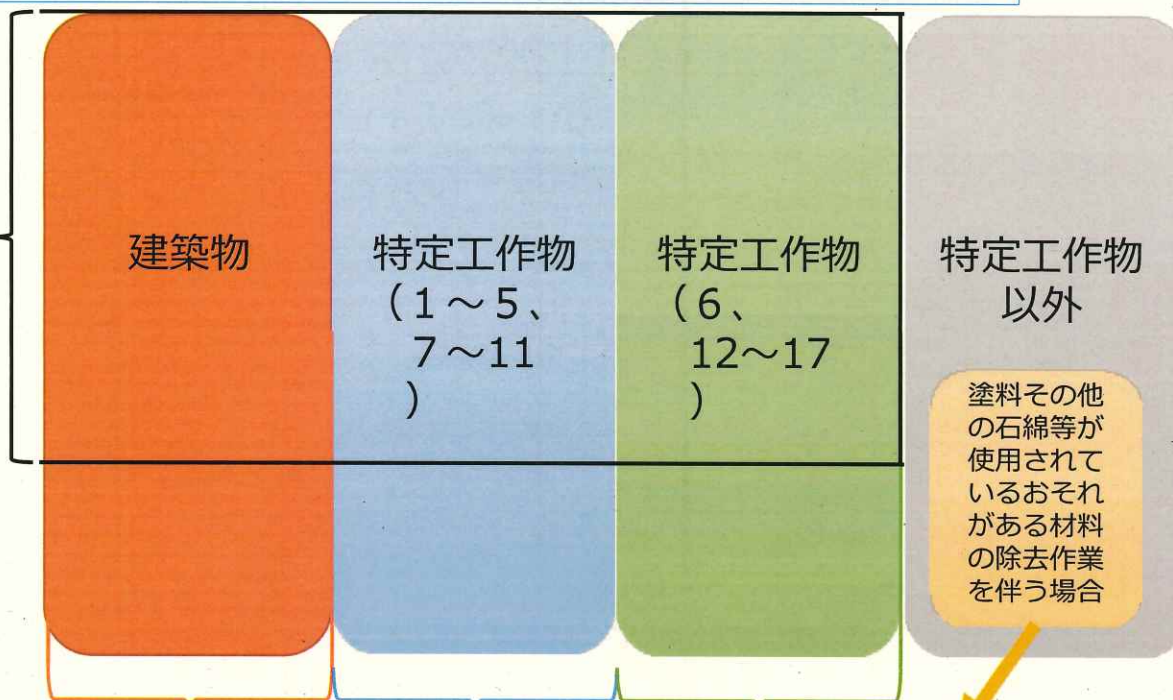 建築物
特定工作物
（1～5、
7～11
）
特定工作物
（6、
12～17
）
特定工作物
以外
塗料その他
の石綿等が
使用されて
いるおそれ
がある材料
の除去作業
を伴う場合